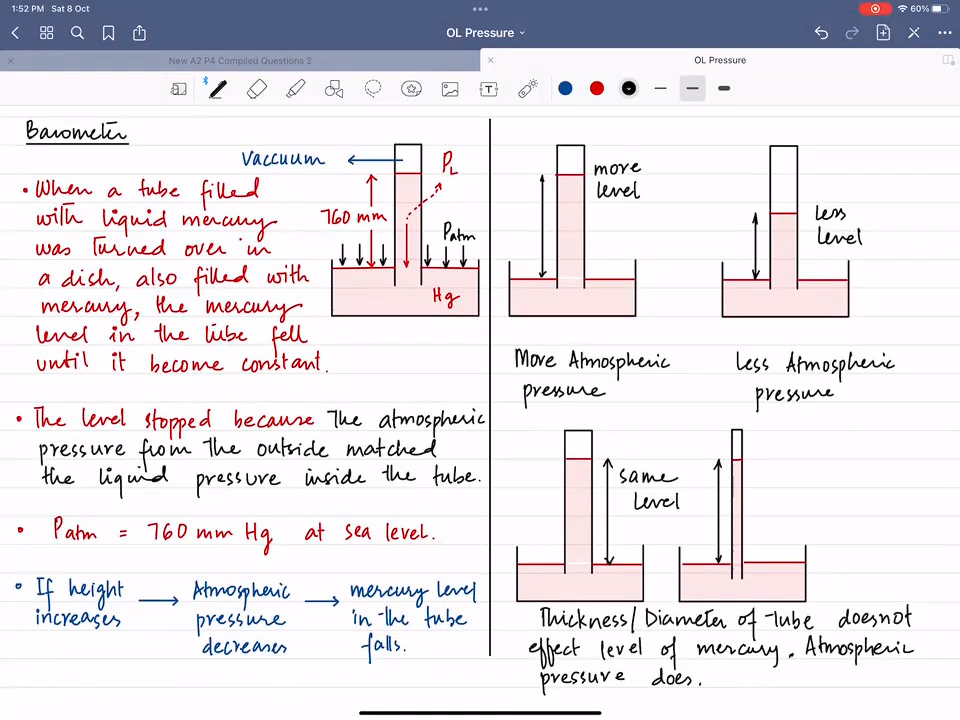 1:52 PM Sat 8 Oct
60%
OL Pressure
New A2 P4 Compiled Questions 2
OL Pressure
Barometer
Vaccuum
PL
• When a tube filled
with liquid mercury
was turned over in
a dish, also filled with
mercury, the mercury
level in the tube fell
until it become constant.
760 mm
Patm
Hg
• The level stopped because the atmospheric
pressure from the outside matched
the liquid pressure inside the tube.
• Patm = 760 mm Hg at sea level.
• If height
increases
Atmospheric
pressure
decreases
mercury level
in the tube
falls.
more
level
less
level
More Atmospheric
pressure
Less Atmospheric
pressure
same
level
Thickness/Diameter of Tube doesnot
effect level of mercury. Atmospheric
pressure does.